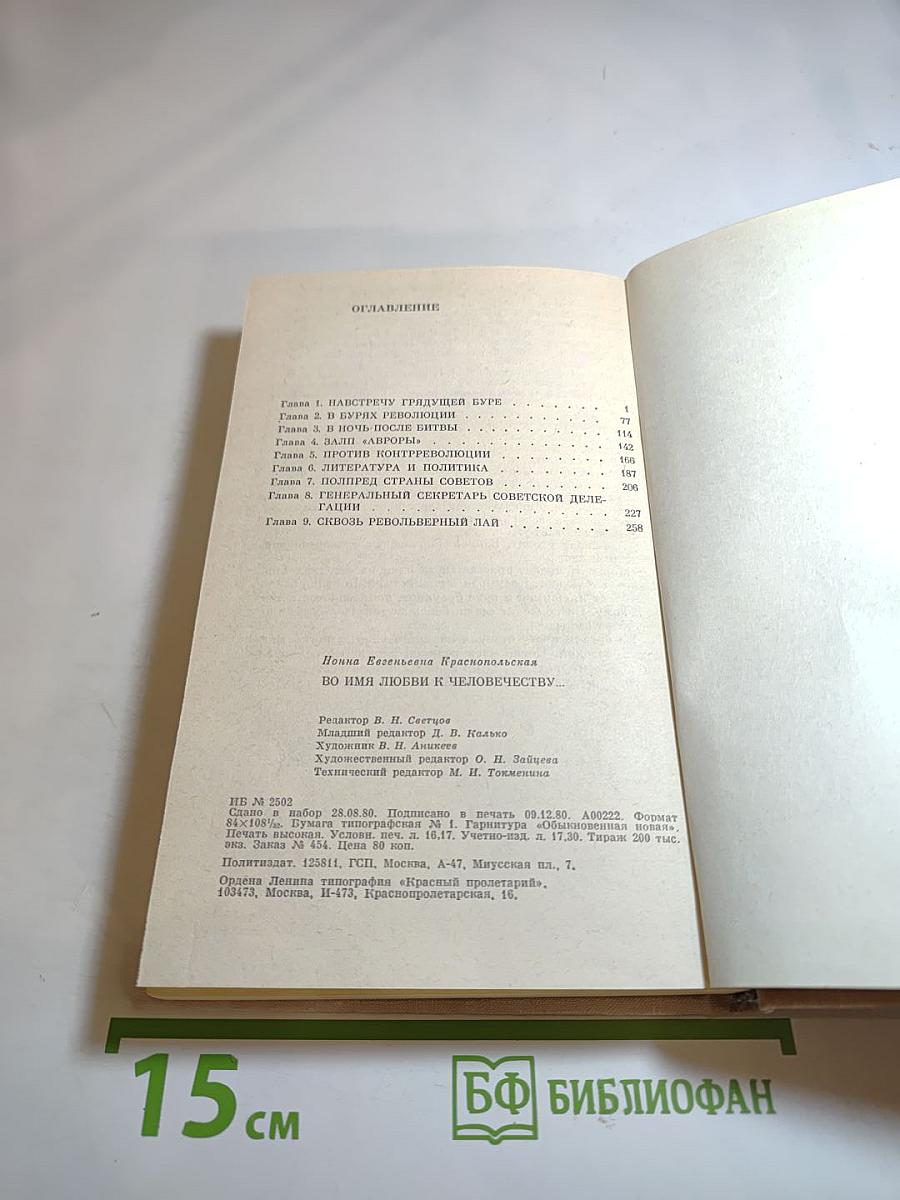 ОГЛАВЛЕНИЕ
Глава 1. НАВСТРЕЧУ ГРЯДУЩЕЙ БУРЕ . . . . . . . 1
Глава 2. В БУРЯХ РЕВОЛЮЦИИ . . . . . . . . . . 77
Глава 3. В НОЧЬ ПОСЛЕ БИТВЫ . . . . . . . . . . 114
Глава 4. ЗАЛП «АВРОРЫ» . . . . . . . . . . . . 142
Глава 5. ПРОТИВ КОНТРРЕВОЛЮЦИИ . . . . . . . . 166
Глава 6. ЛИТЕРАТУРА И ПОЛИТИКА . . . . . . . . 187
Глава 7. ПОЛПРЕД СТРАНЫ СОВЕТОВ . . . . . . . . 206
Глава 8. ГЕНЕРАЛЬНЫЙ СЕКРЕТАРЬ СОВЕТСКОЙ ДЕЛЕ-
ГАЦИИ . . . . . . . . . . . . . . . 227
Глава 9. СКВОЗЬ РЕВОЛЬВЕРНЫЙ ЛАЙ . . . . . . . 258
Нонна Евгеньевна Краснопольская
ВО ИМЯ ЛЮБВИ К ЧЕЛОВЕЧЕСТВУ...
Редактор В. Н. Светцов
Младший редактор Д. В. Калько
Художник В. Н. Аникеев
Художественный редактор О. Н. Зайцева
Технический редактор М. И. Токменина
ИБ № 2502
Сдано в набор 28.08.80. Подписано в печать 09.12.80. А00222. Формат
84×108 1/32. Бумага типографская № 1. Гарнитура «Обыкновенная новая».
Печать высокая. Условн. печ. л. 16,17. Учетно-изд. л. 17,30. Тираж 200 тыс.
экз. Заказ № 454. Цена 80 коп.
Политиздат. 125811, ГСП, Москва, А-47, Миусская пл., 7.
Ордена Ленина типография «Красный пролетарий».
103473, Москва, И-473, Краснопролетарская, 16.
15 см
БФ БИБЛИОФАН